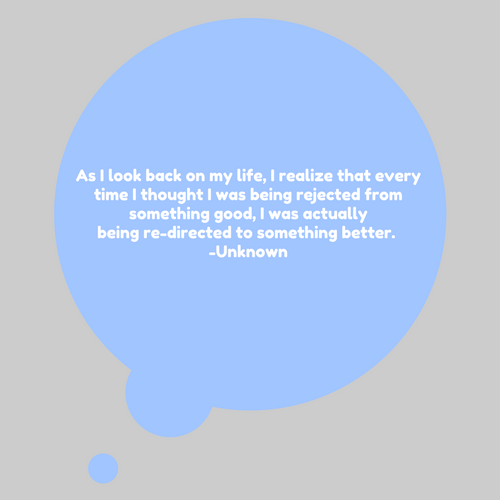 As I look back on my life, I realize that every
time I thought I was being rejected from
something good, I was actually
being re-directed to something better.
-Unknown